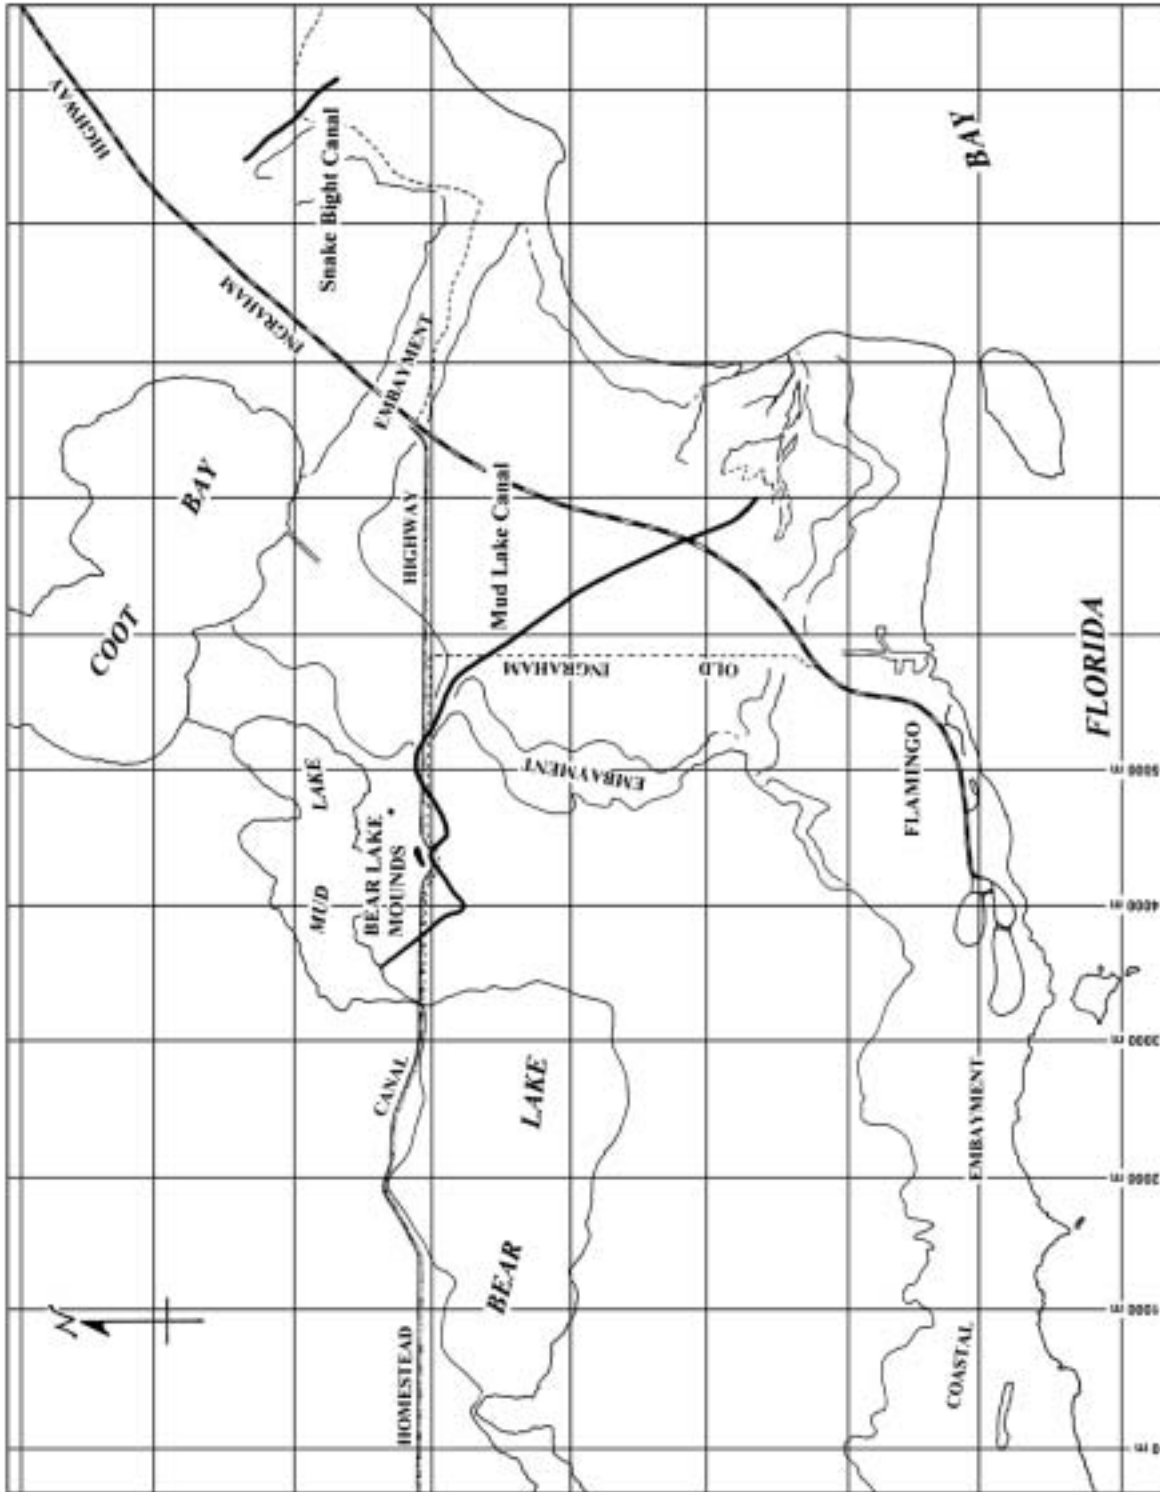 HIGHWAY
INGRAHAM
Snake Bight Canal
BAY
EMBAYMENT
COOT BAY
HIGHWAY
Mud Lake Canal
INGRAHAM
OLD
FLORIDA
MUD LAKE
BEAR LAKE
MOUNDS
EMBAYMENT
FLAMINGO
CANAL
BEAR LAKE
HOMESTEAD
COASTAL EMBAYMENT
N
0 m
1000 m
2000 m
3000 m
4000 m
5000 m